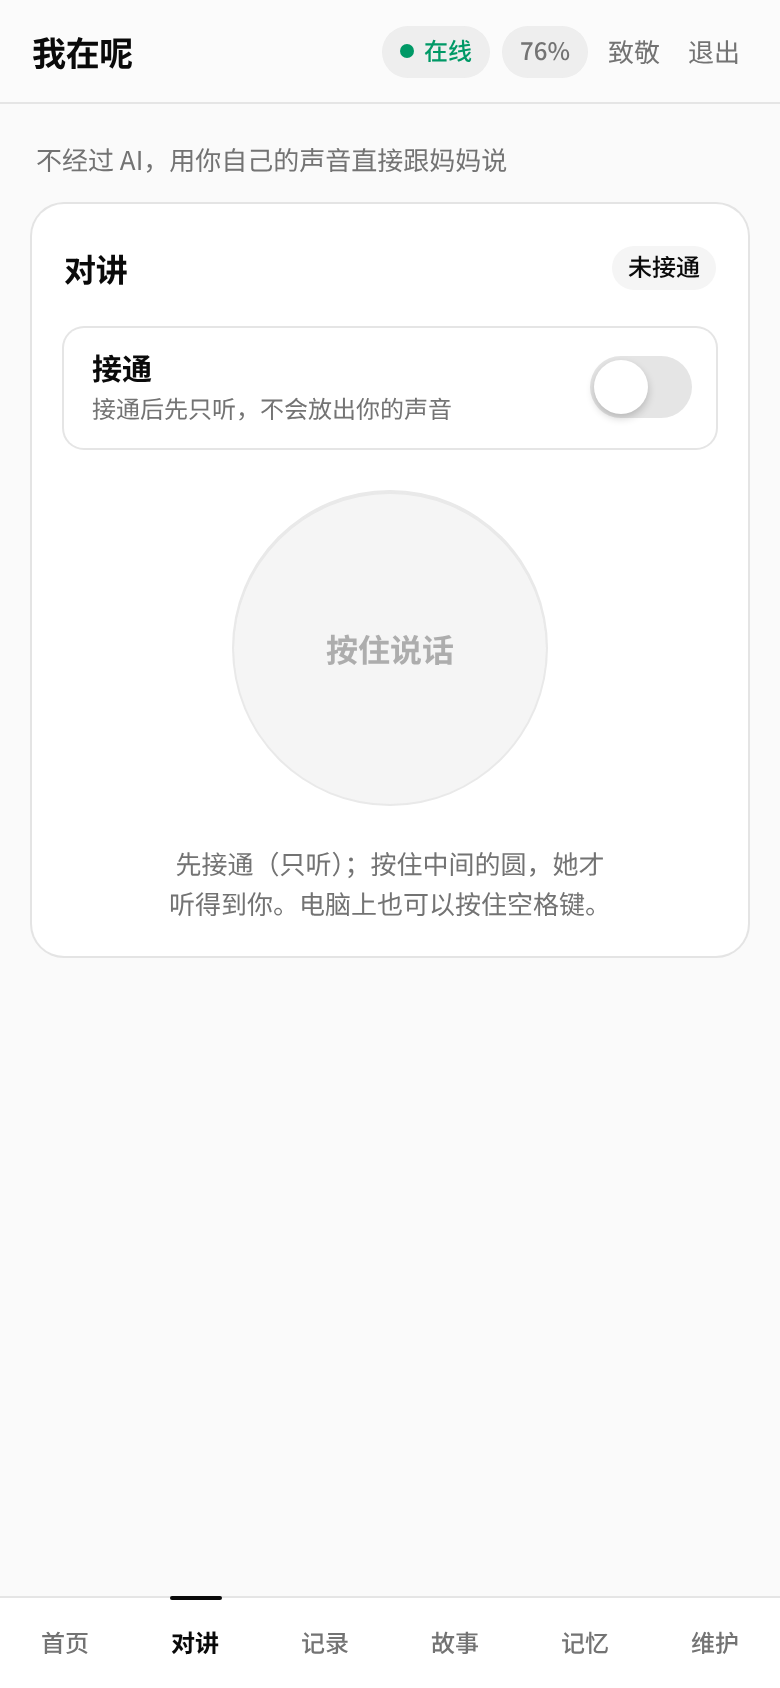 我在呢
在线
76%
致敬
退出
不经过 AI，用你自己的声音直接跟妈妈说
对讲
未接通
接通
接通后先只听，不会放出你的声音
按住说话
先接通（只听）；按住中间的圆，她才
听得到你。电脑上也可以按住空格键。
首页
对讲
记录
故事
记忆
维护